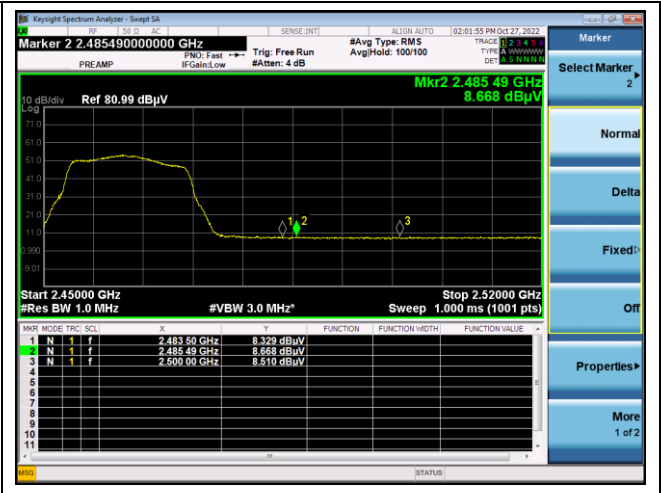 Keysight Spectrum Analyzer - Swept SA
RF 50 Ω AC SENSE:INT ALIGN AUTO 02:01:55 PM Oct 27, 2022
Marker 2 2.485490000000 GHz
PREAMP
PNO: Fast
IFGain:Low
Trig: Free Run
#Atten: 4 dB
#Avg Type: RMS
Avg|Hold: 100/100
TRACE 1 2 3 4 5 6
TYPE A WWWWW
DET A S N N N N
Mkr2 2.485 49 GHz
8.668 dBµV
10 dB/div Ref 80.99 dBµV
Log
71.0
61.0
51.0
41.0
31.0
21.0
11.0
0.990
-9.01
1 2 3
Start 2.45000 GHz Stop 2.52000 GHz
#Res BW 1.0 MHz #VBW 3.0 MHz* Sweep 1.000 ms (1001 pts)
MKR MODE TRC SCL X Y FUNCTION FUNCTION WIDTH FUNCTION VALUE
1 N 1 f 2.483 50 GHz 8.329 dBµV
2 N 1 f 2.485 49 GHz 8.668 dBµV
3 N 1 f 2.500 00 GHz 8.510 dBµV
4
5
6
7
8
9
10
11
MSG STATUS
Marker
Select Marker
2
Normal
Delta
Fixed
Off
Properties
More
1 of 2